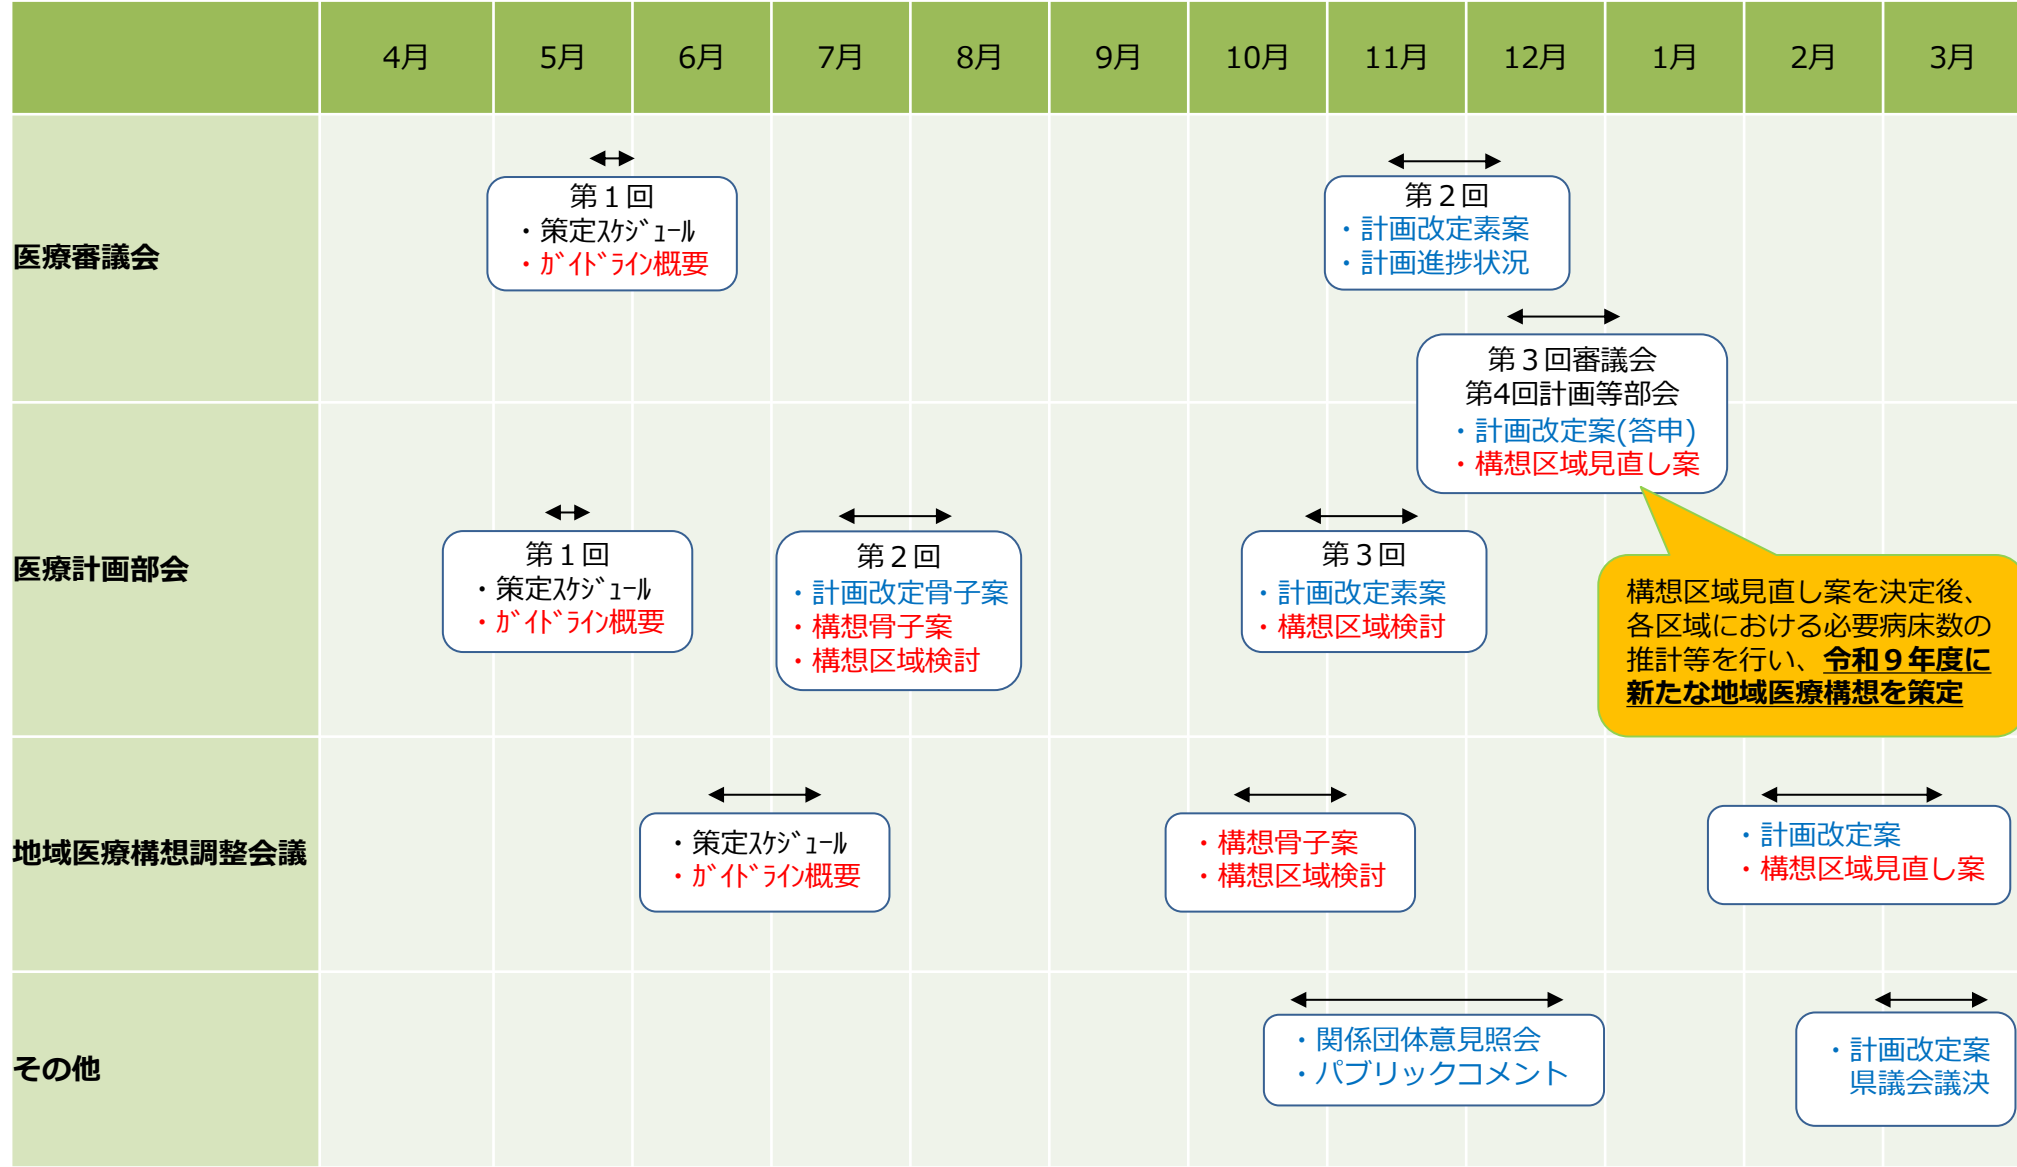 4月
5月
6月
7月
8月
9月
10月
11月
12月
1月
2月
3月
医療審議会
第１回
・策定ｽｹｼﾞｭｰﾙ
・ｶﾞｲﾄﾞﾗｲﾝ概要
第２回
・計画改定素案
・計画進捗状況
第３回審議会
第4回計画等部会
・計画改定案(答申)
・構想区域見直し案
医療計画部会
第１回
・策定ｽｹｼﾞｭｰﾙ
・ｶﾞｲﾄﾞﾗｲﾝ概要
第２回
・計画改定骨子案
・構想骨子案
・構想区域検討
第３回
・計画改定素案
・構想区域検討
構想区域見直し案を決定後、
各区域における必要病床数の
推計等を行い、令和９年度に
新たな地域医療構想を策定
地域医療構想調整会議
・策定ｽｹｼﾞｭｰﾙ
・ｶﾞｲﾄﾞﾗｲﾝ概要
・構想骨子案
・構想区域検討
・計画改定案
・構想区域見直し案
その他
・関係団体意見照会
・パブリックコメント
・計画改定案
県議会議決